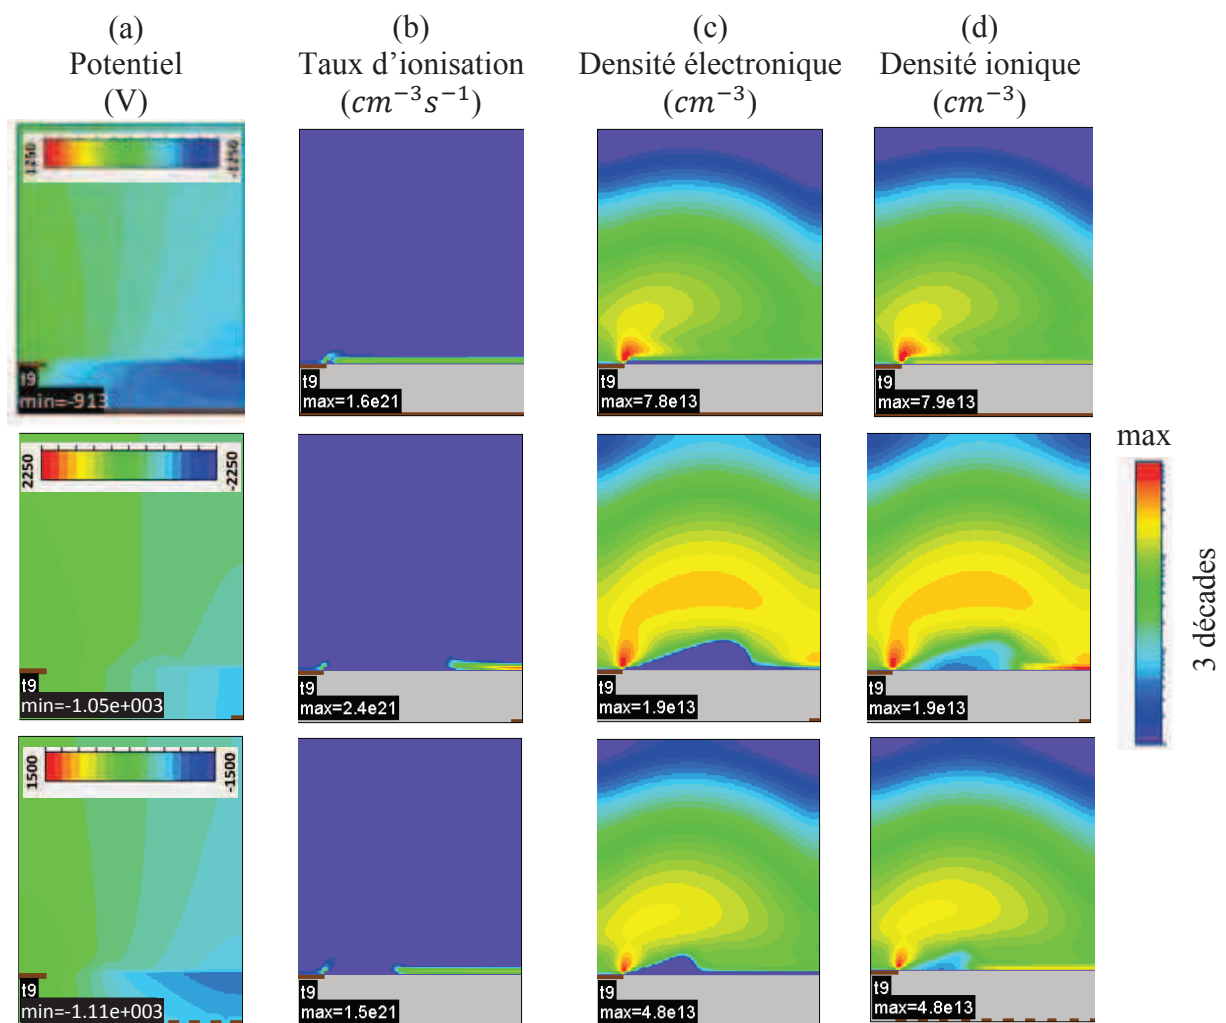 (a) (b) (c) (d)
Potentiel Taux d’ionisation Densité électronique Densité ionique
(V) (cm⁻³s⁻¹) (cm⁻³) (cm⁻³)
1250 -1250
t9 t9 t9 t9
min=-913 max=1.6e21 max=7.8e13 max=7.9e13
max
3 décades
2250 -2250
t9 t9 t9 t9
min=-1.05e+003 max=2.4e21 max=1.9e13 max=1.9e13
1500 -1500
t9 t9 t9 t9
min=-1.11e+003 max=1.5e21 max=4.8e13 max=4.8e13